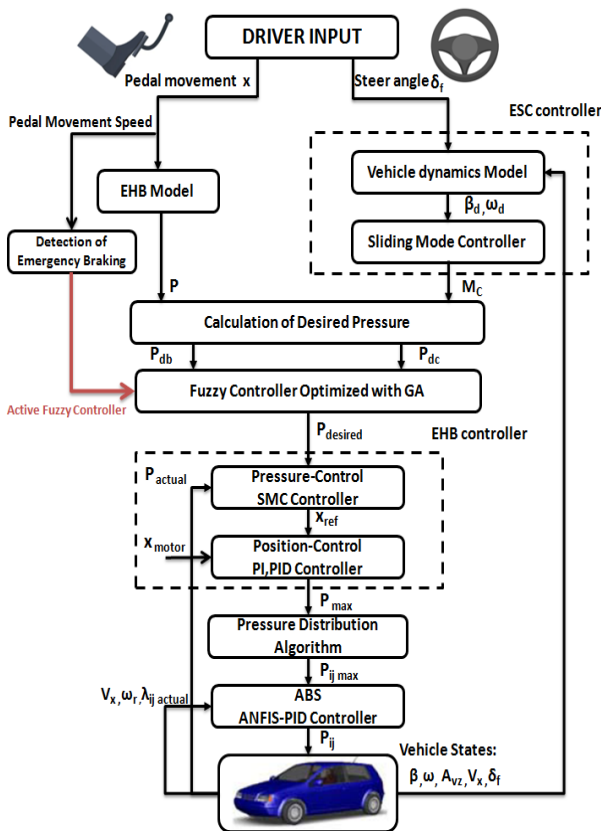 DRIVER INPUT
Pedal movement x
Steer angle δf
ESC controller
Pedal Movement Speed
Vehicle dynamics Model
EHB Model
βd,ωd
Detection of
Emergency Braking
Sliding Mode Controller
P
MC
Calculation of Desired Pressure
Pdb
Pdc
Fuzzy Controller Optimized with GA
Active Fuzzy Controller
Pdesired
EHB controller
Pactual
Pressure-Control
SMC Controller
xref
xmotor
Position-Control
PI,PID Controller
Pmax
Pressure Distribution
Algorithm
Pij max
Vx,ωr,λij actual
ABS
ANFIS-PID Controller
Pij
Vehicle States:
β,ω, Avz,Vx,δf